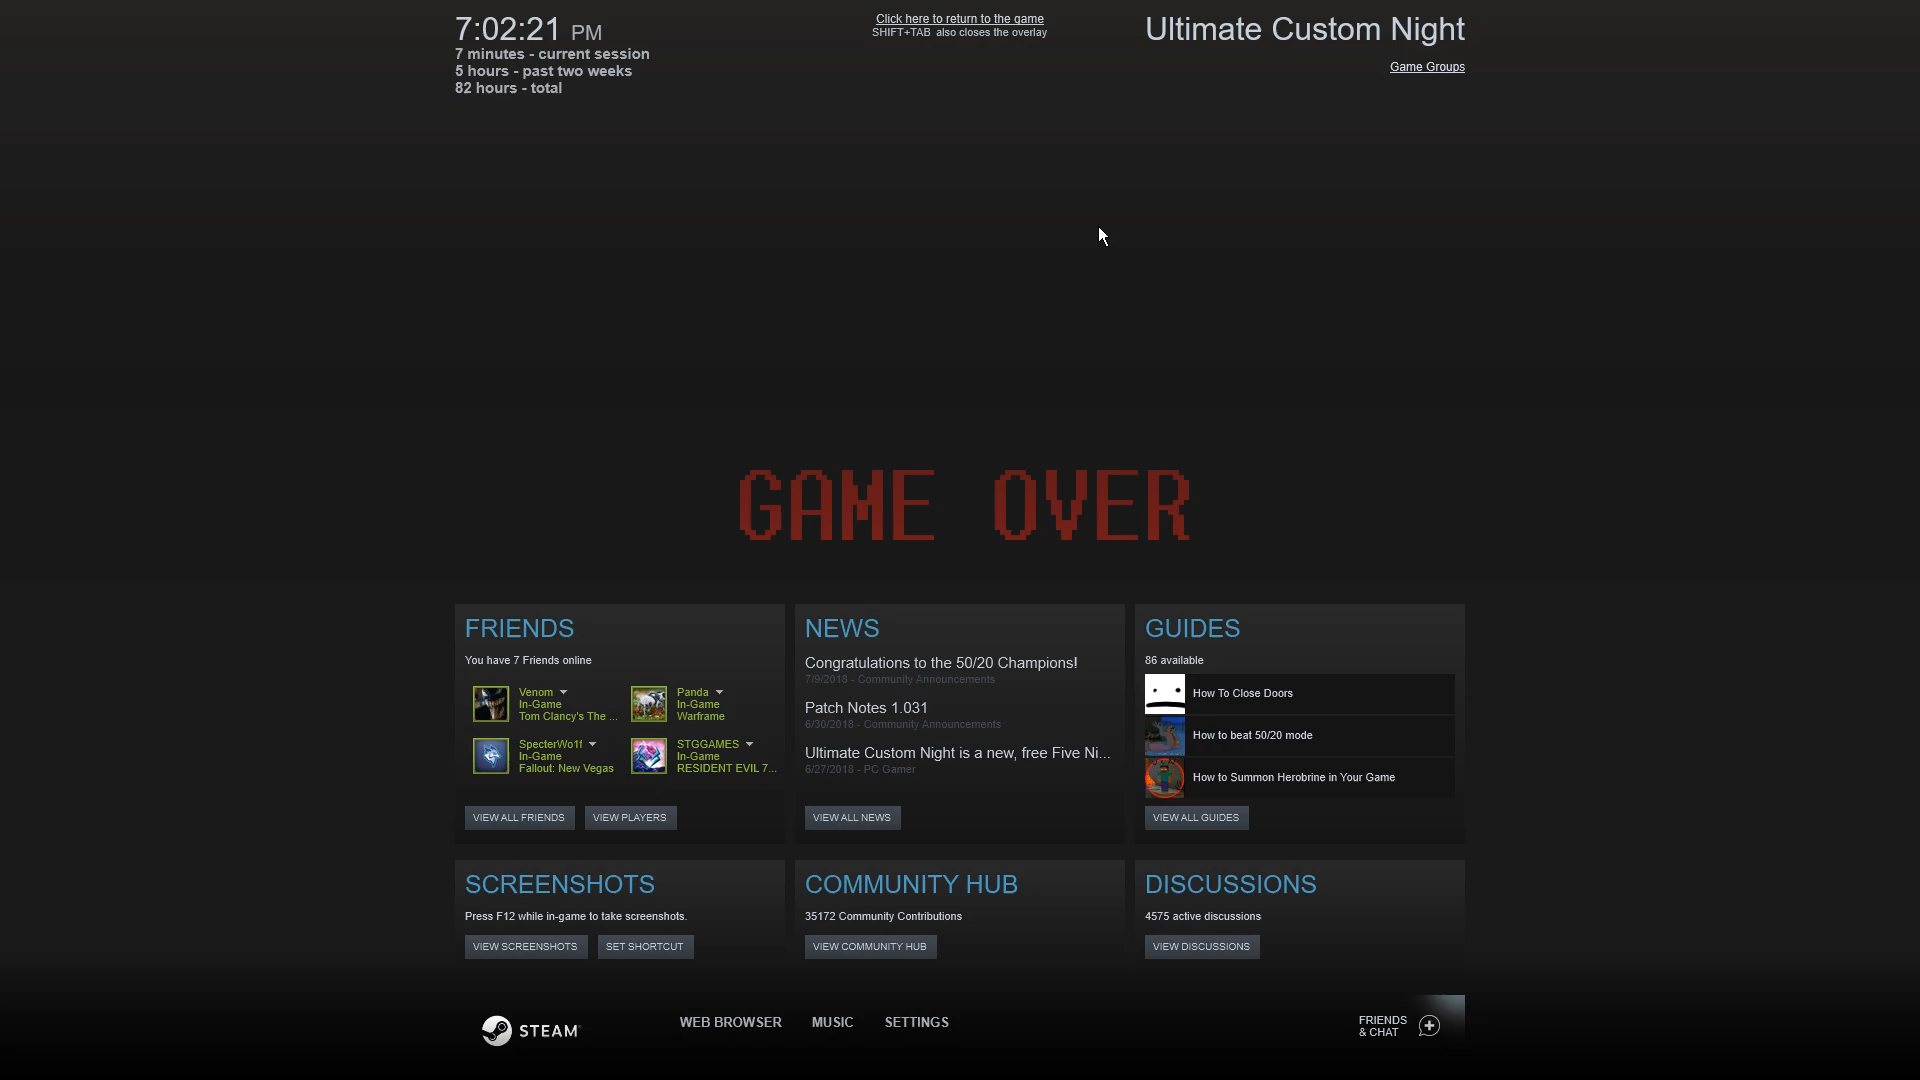 7:02:21 PM
7 minutes - current session
5 hours - past two weeks
82 hours - total
Click here to return to the game
SHIFT+TAB also closes the overlay
Ultimate Custom Night
Game Groups
GAME OVER
FRIENDS
You have 7 Friends online
Venom
In-Game
Tom Clancy's The ...
Panda
In-Game
Warframe
SpecterWo1f
In-Game
Fallout: New Vegas
STGGAMES
In-Game
RESIDENT EVIL 7...
VIEW ALL FRIENDS
VIEW PLAYERS
NEWS
Congratulations to the 50/20 Champions!
7/9/2018 - Community Announcements
Patch Notes 1.031
6/30/2018 - Community Announcements
Ultimate Custom Night is a new, free Five Ni...
6/27/2018 - PC Gamer
VIEW ALL NEWS
GUIDES
86 available
How To Close Doors
How to beat 50/20 mode
How to Summon Herobrine in Your Game
VIEW ALL GUIDES
SCREENSHOTS
Press F12 while in-game to take screenshots.
VIEW SCREENSHOTS
SET SHORTCUT
COMMUNITY HUB
35172 Community Contributions
VIEW COMMUNITY HUB
DISCUSSIONS
4575 active discussions
VIEW DISCUSSIONS
STEAM
WEB BROWSER
MUSIC
SETTINGS
FRIENDS
& CHAT